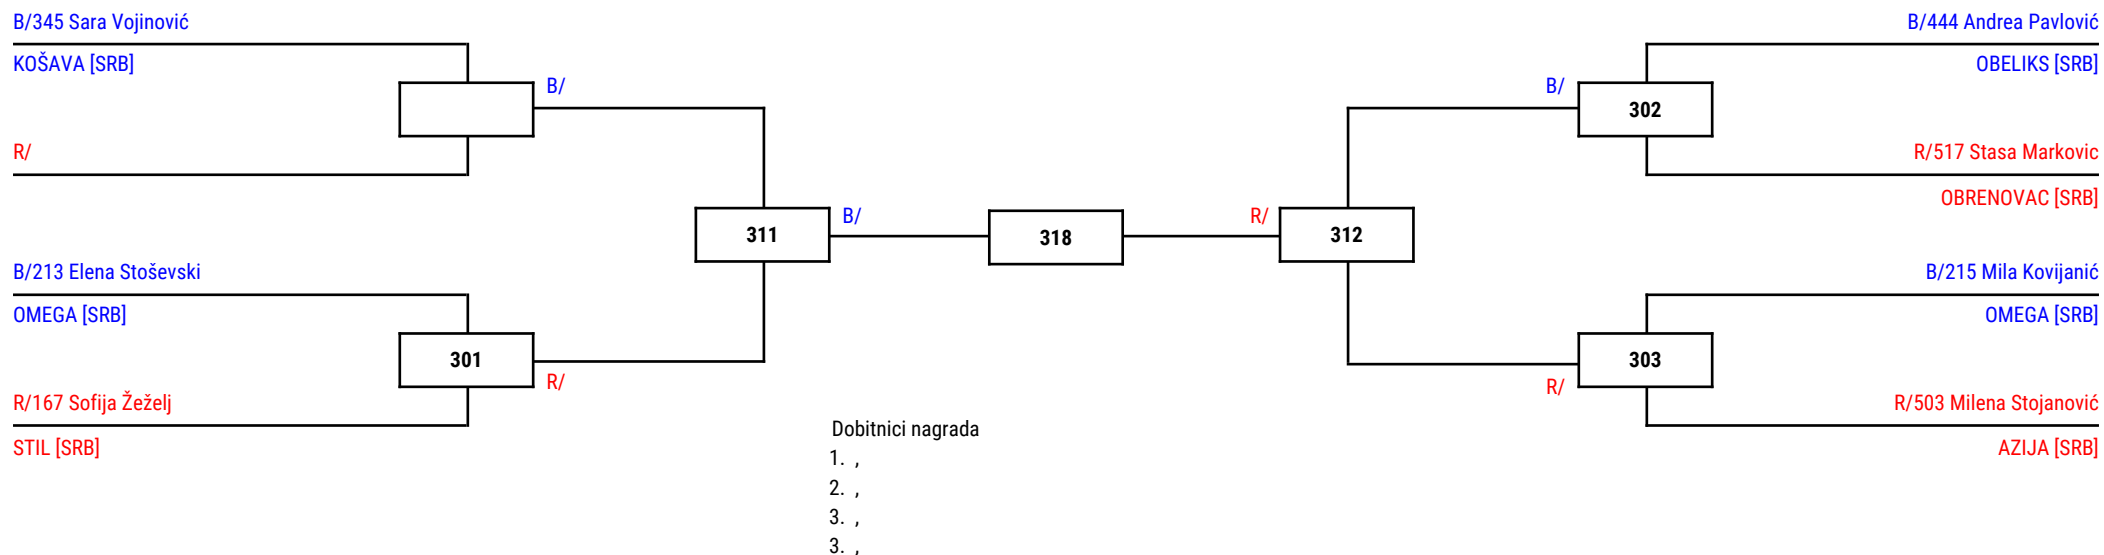 B/345 Sara Vojinović
KOŠAVA [SRB]
B/
R/
B/213 Elena Stoševski
OMEGA [SRB]
301
R/
R/167 Sofija Žeželj
STIL [SRB]
311
B/
318
R/
312
B/444 Andrea Pavlović
OBELIKS [SRB]
B/
302
R/517 Stasa Markovic
OBRENOVAC [SRB]
B/215 Mila Kovijanić
OMEGA [SRB]
303
R/
R/503 Milena Stojanović
AZIJA [SRB]
Dobitnici nagrada
1. ,
2. ,
3. ,
3. ,